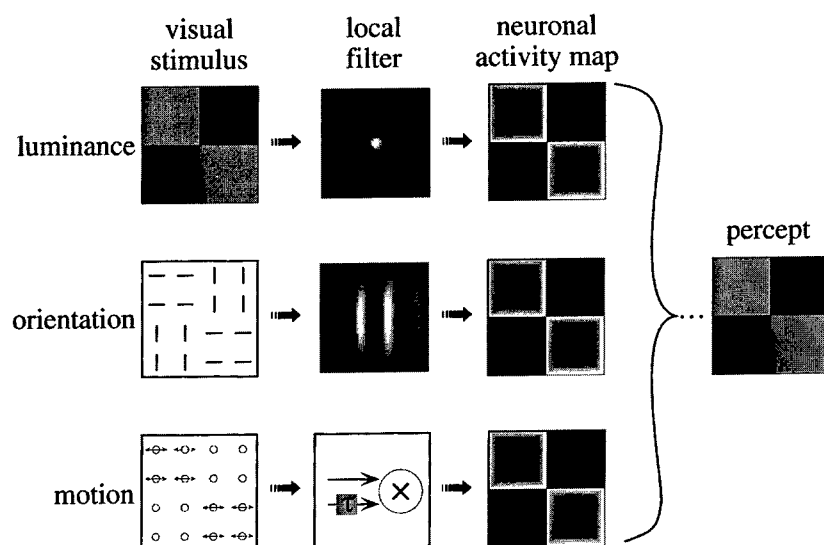 visual
stimulus
local
filter
neuronal
activity map
luminance
percept
orientation
motion
τ